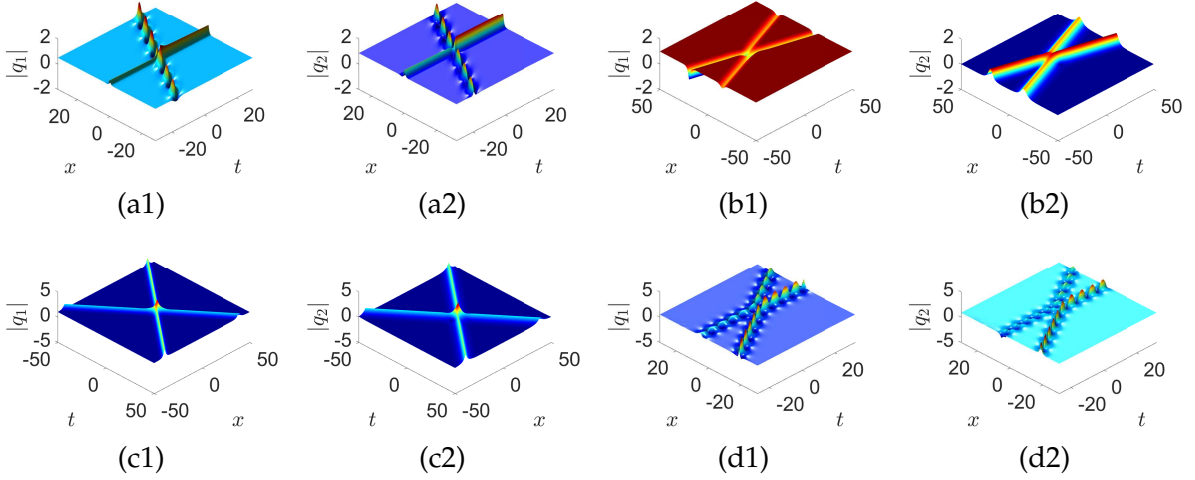 |q₁| 2 0 -2 20 0 -20 x -20 0 20 t
|q₂| 2 0 -2 20 0 -20 x -20 0 20 t
|q₁| 2 0 -2 50 0 -50 x -50 0 50 t
|q₂| 2 0 -2 50 0 -50 x -50 0 50 t
(a1) (a2) (b1) (b2)
|q₁| 5 0 -5 -50 0 50 t -50 0 50 x
|q₂| 5 0 -5 -50 0 50 t -50 0 50 x
|q₁| 5 0 -5 20 0 -20 x -20 0 20 t
|q₂| 5 0 -5 20 0 -20 x -20 0 20 t
(c1) (c2) (d1) (d2)